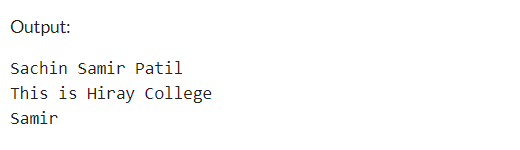 Output:
Sachin Samir Patil
This is Hiray College
Samir